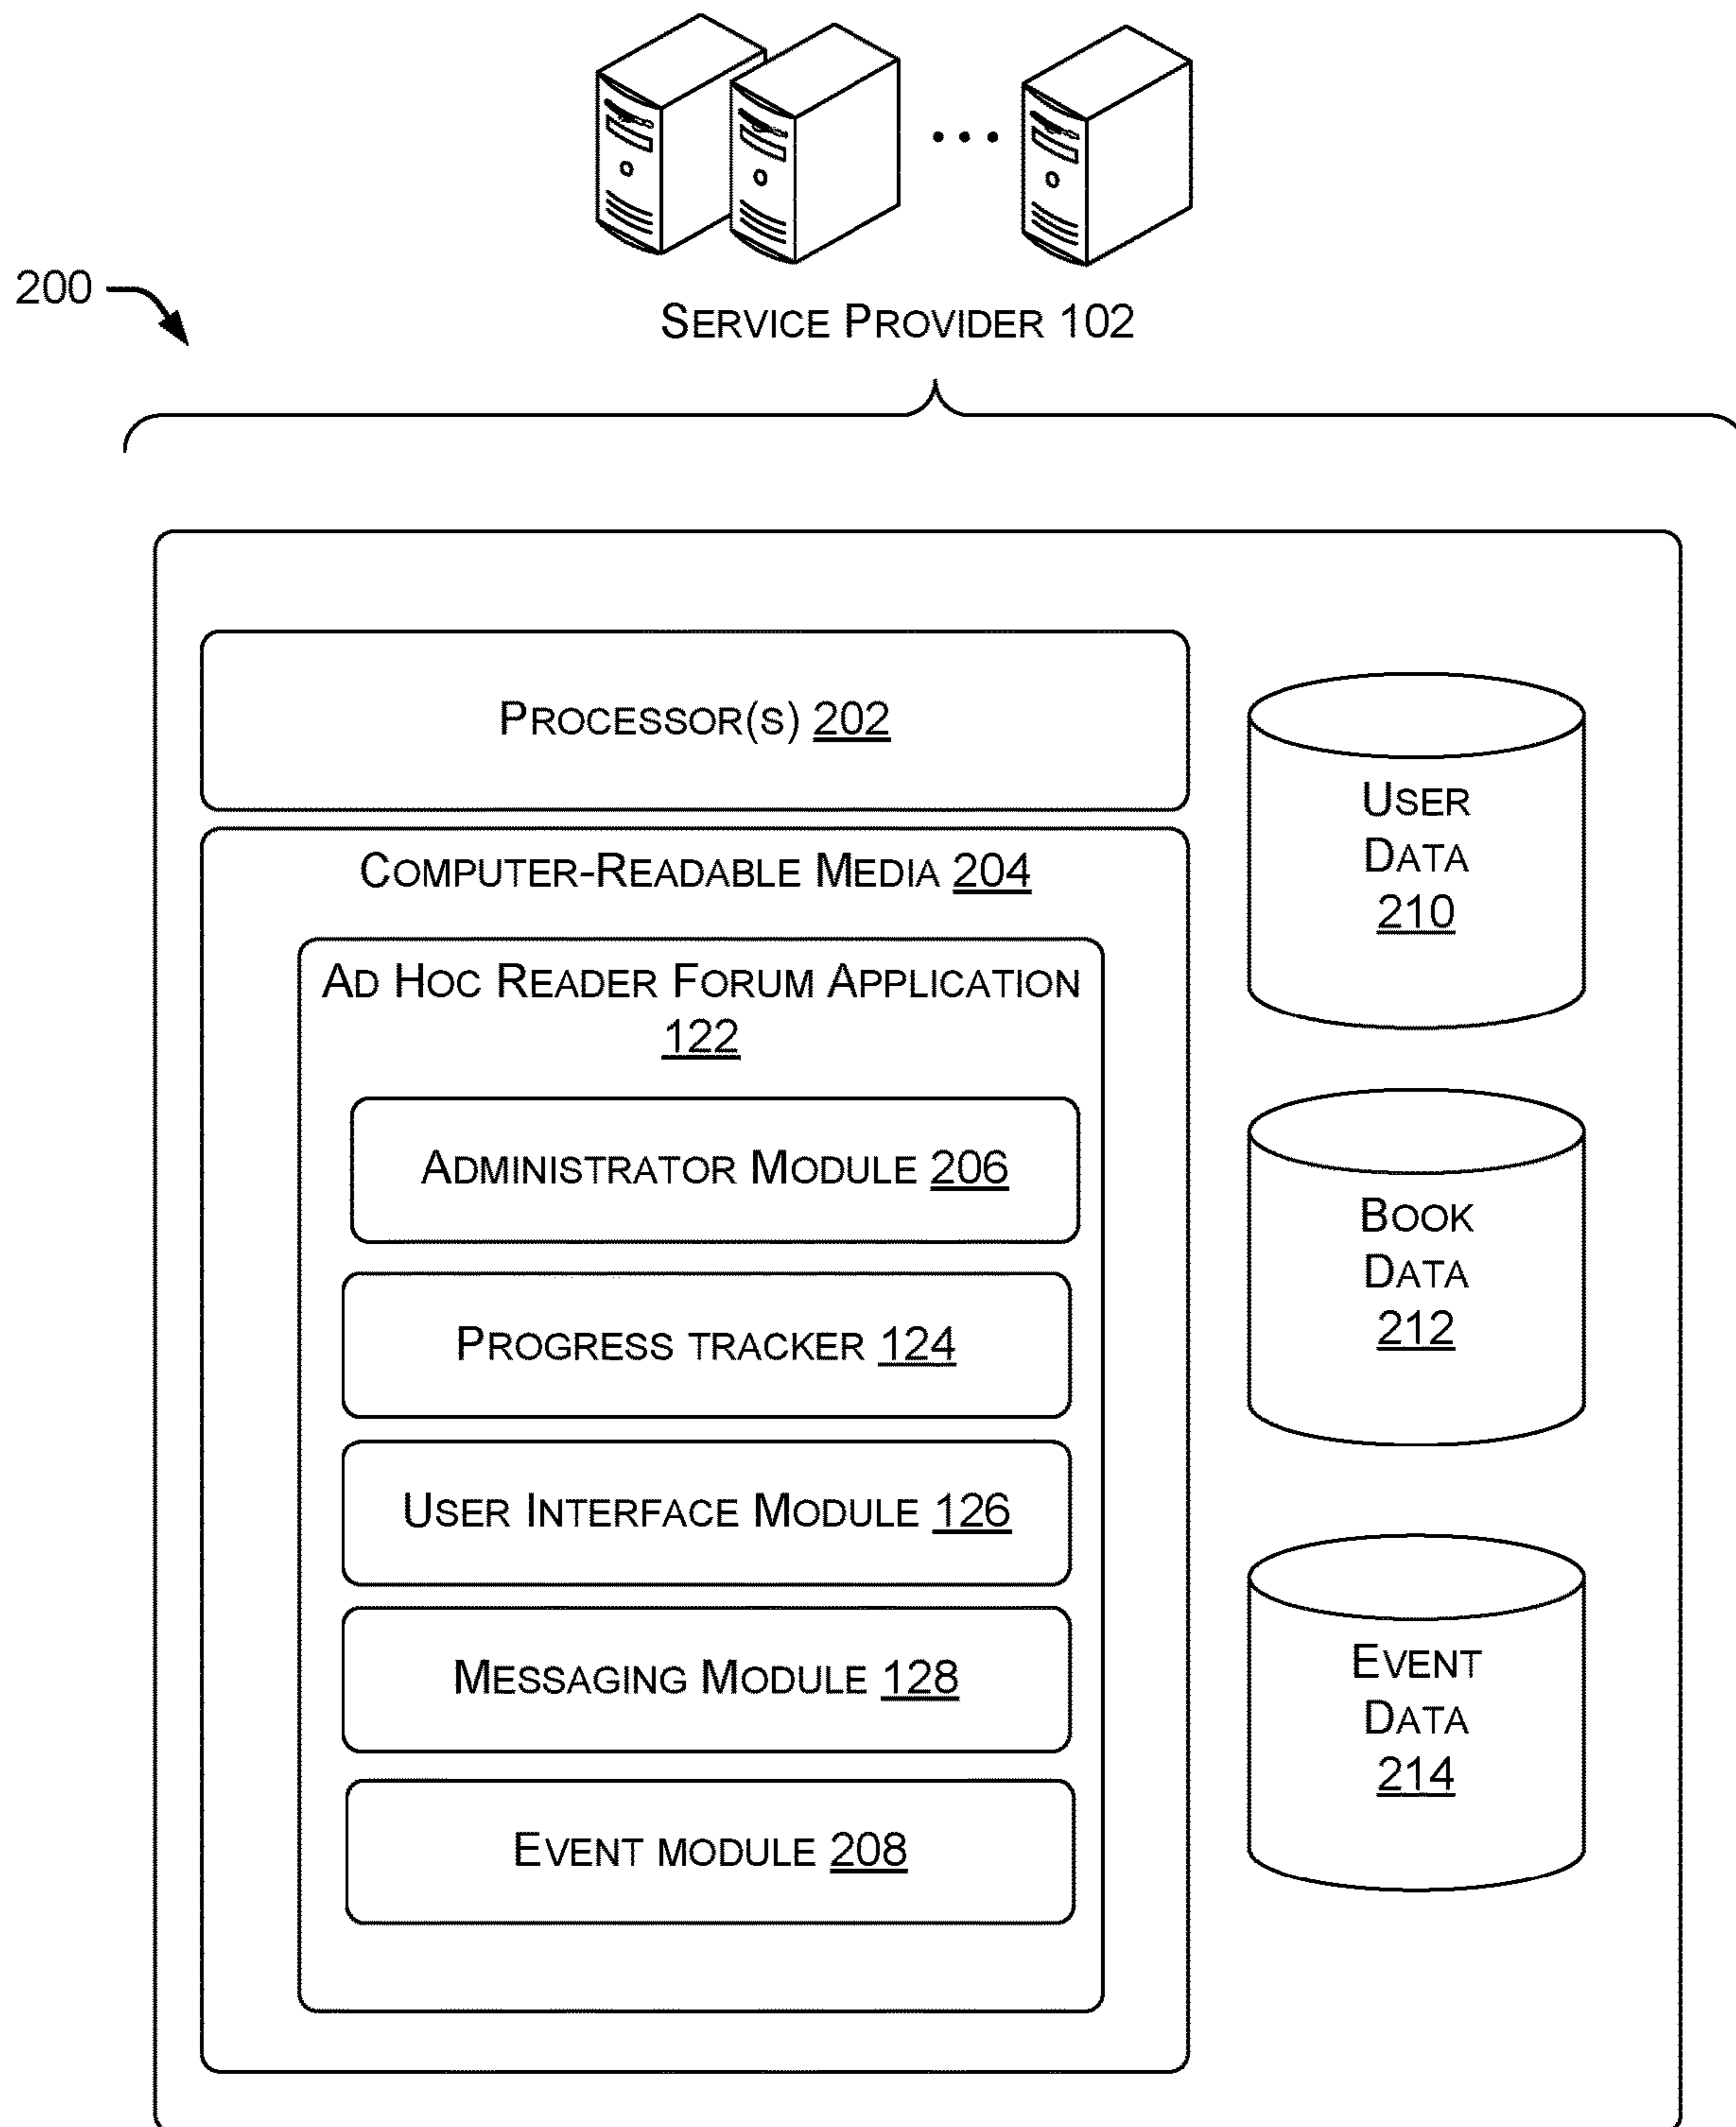 200
SERVICE PROVIDER 102
PROCESSOR(S) 202
COMPUTER-READABLE MEDIA 204
AD HOC READER FORUM APPLICATION
122
ADMINISTRATOR MODULE 206
PROGRESS TRACKER 124
USER INTERFACE MODULE 126
MESSAGING MODULE 128
EVENT MODULE 208
USER
DATA
210
BOOK
DATA
212
EVENT
DATA
214